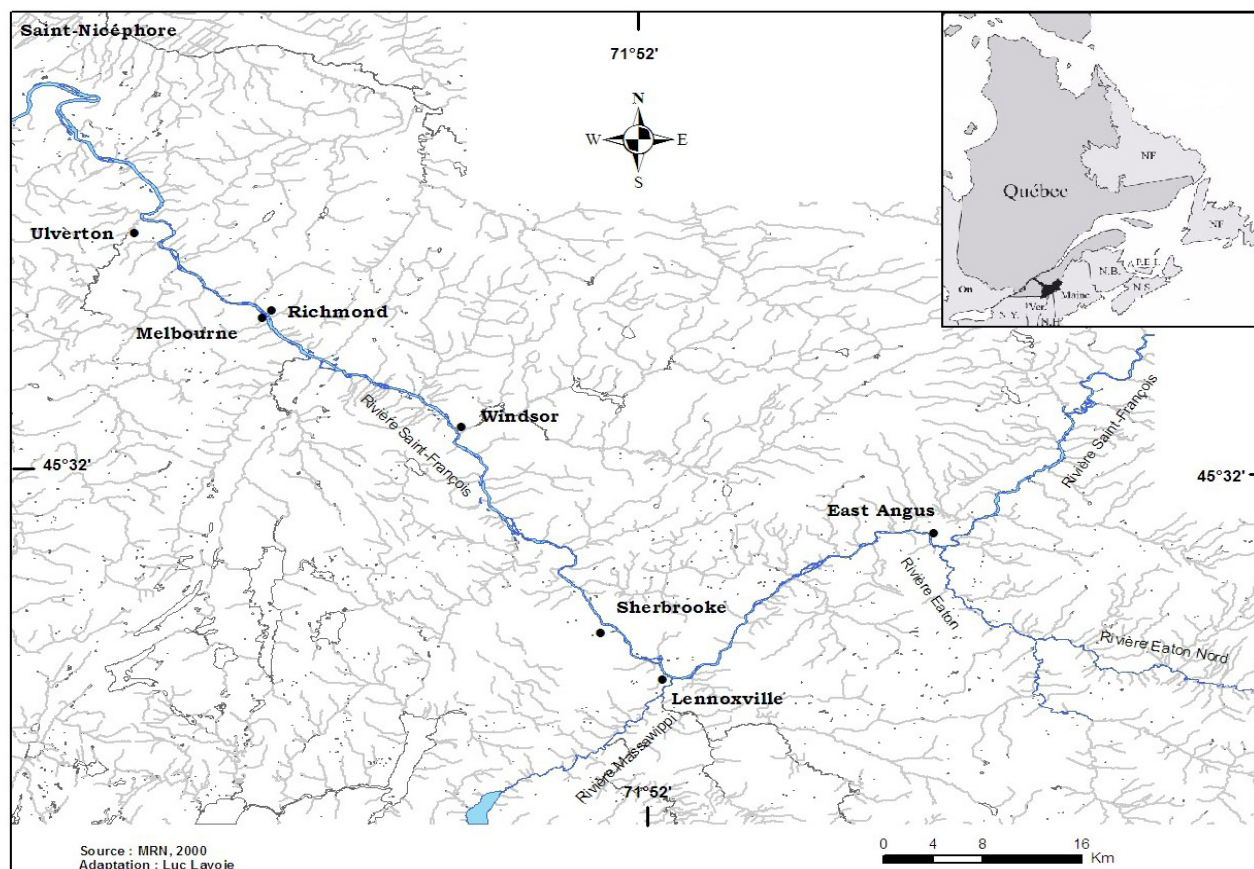 Saint-Nicéphore
71°52'
N
W
E
S
NF
Québec
NF
N.B.
P.E.I.
On
Maine
N.S.
Ver.
N.Y.
N.H
Ulverton
Richmond
Melbourne
Rivière Saint-François
Windsor
Rivière Saint-François
45°32'
45°32'
East Angus
Rivière Eaton
Sherbrooke
Rivière Eaton Nord
Lennoxville
Rivière Massawippi
71°52'
Source : MRN, 2000
Adaptation : Luc Lavoie
0 4 8 16
Km